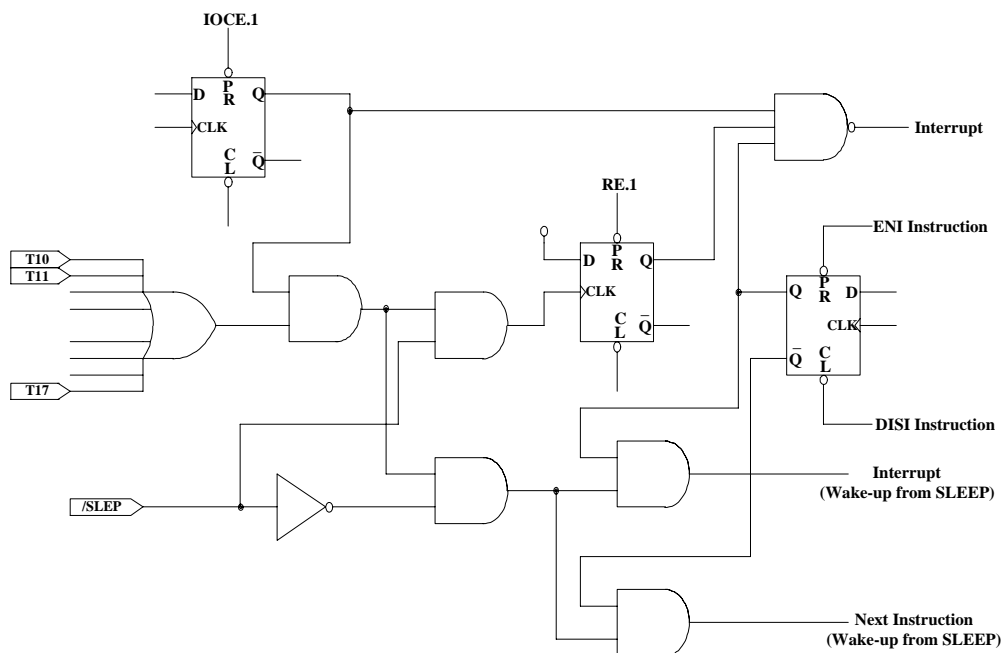 IOCE.1
D
P
R
Q
CLK
C
L
Q
Interrupt
RE.1
ENI Instruction
T10
T11
D
P
R
Q
CLK
C
L
Q
Q
P
R
D
CLK
Q
C
L
T17
DISI Instruction
Interrupt
(Wake-up from SLEEP)
/SLEP
Next Instruction
(Wake-up from SLEEP)